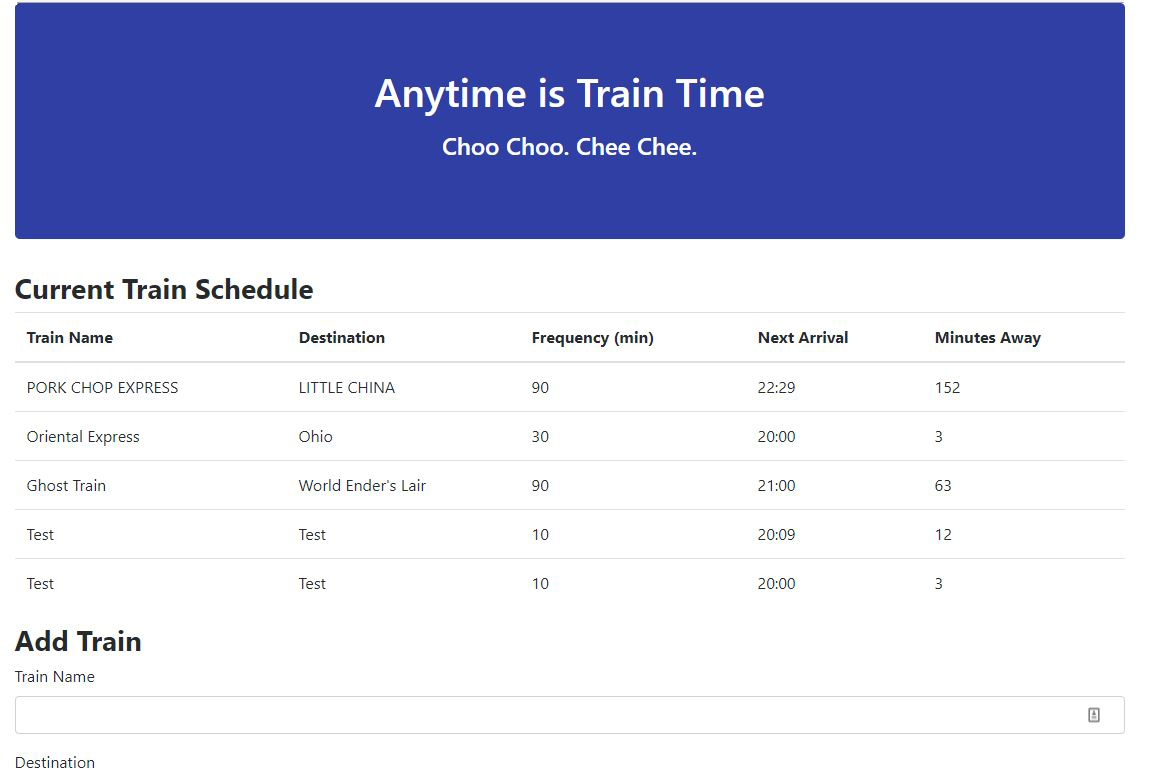 Anytime is Train Time
Choo Choo. Chee Chee.
Current Train Schedule
Train Name Destination Frequency (min) Next Arrival Minutes Away
PORK CHOP EXPRESS LITTLE CHINA 90 22:29 152
Oriental Express Ohio 30 20:00 3
Ghost Train World Ender's Lair 90 21:00 63
Test Test 10 20:09 12
Test Test 10 20:00 3
Add Train
Train Name
Destination